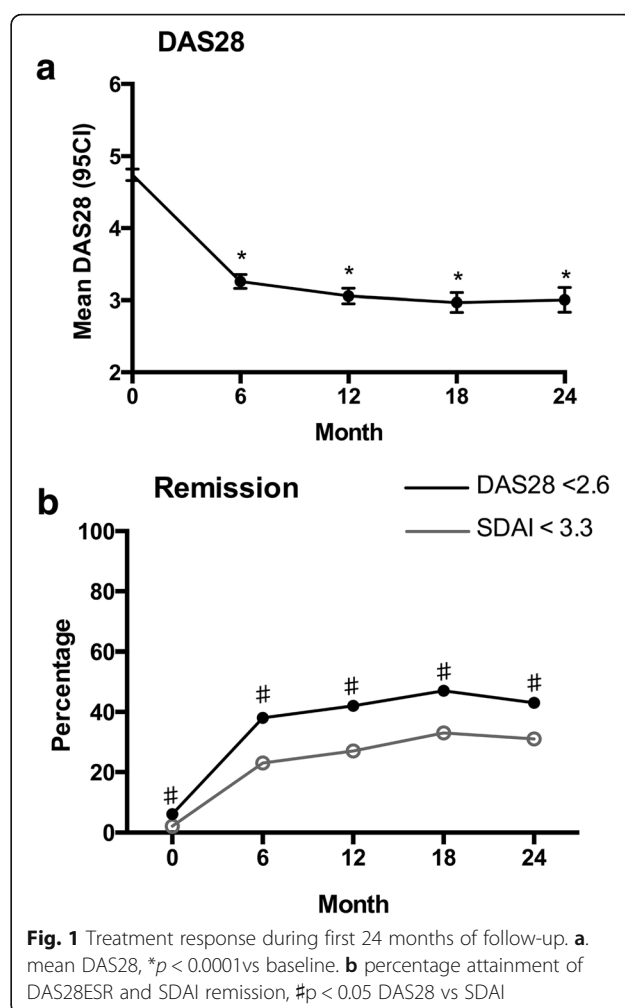 DAS28
a
6
5
4
3
2
Mean DAS28 (95CI)
* * * *
0 6 12 18 24
Month
b
Remission
DAS28 <2.6
SDAI < 3.3
100
80
60
40
20
0
Percentage
# # # # #
0 6 12 18 24
Month
Fig. 1 Treatment response during first 24 months of follow-up. a.
mean DAS28, *p < 0.0001vs baseline. b percentage attainment of
DAS28ESR and SDAI remission, #p < 0.05 DAS28 vs SDAI